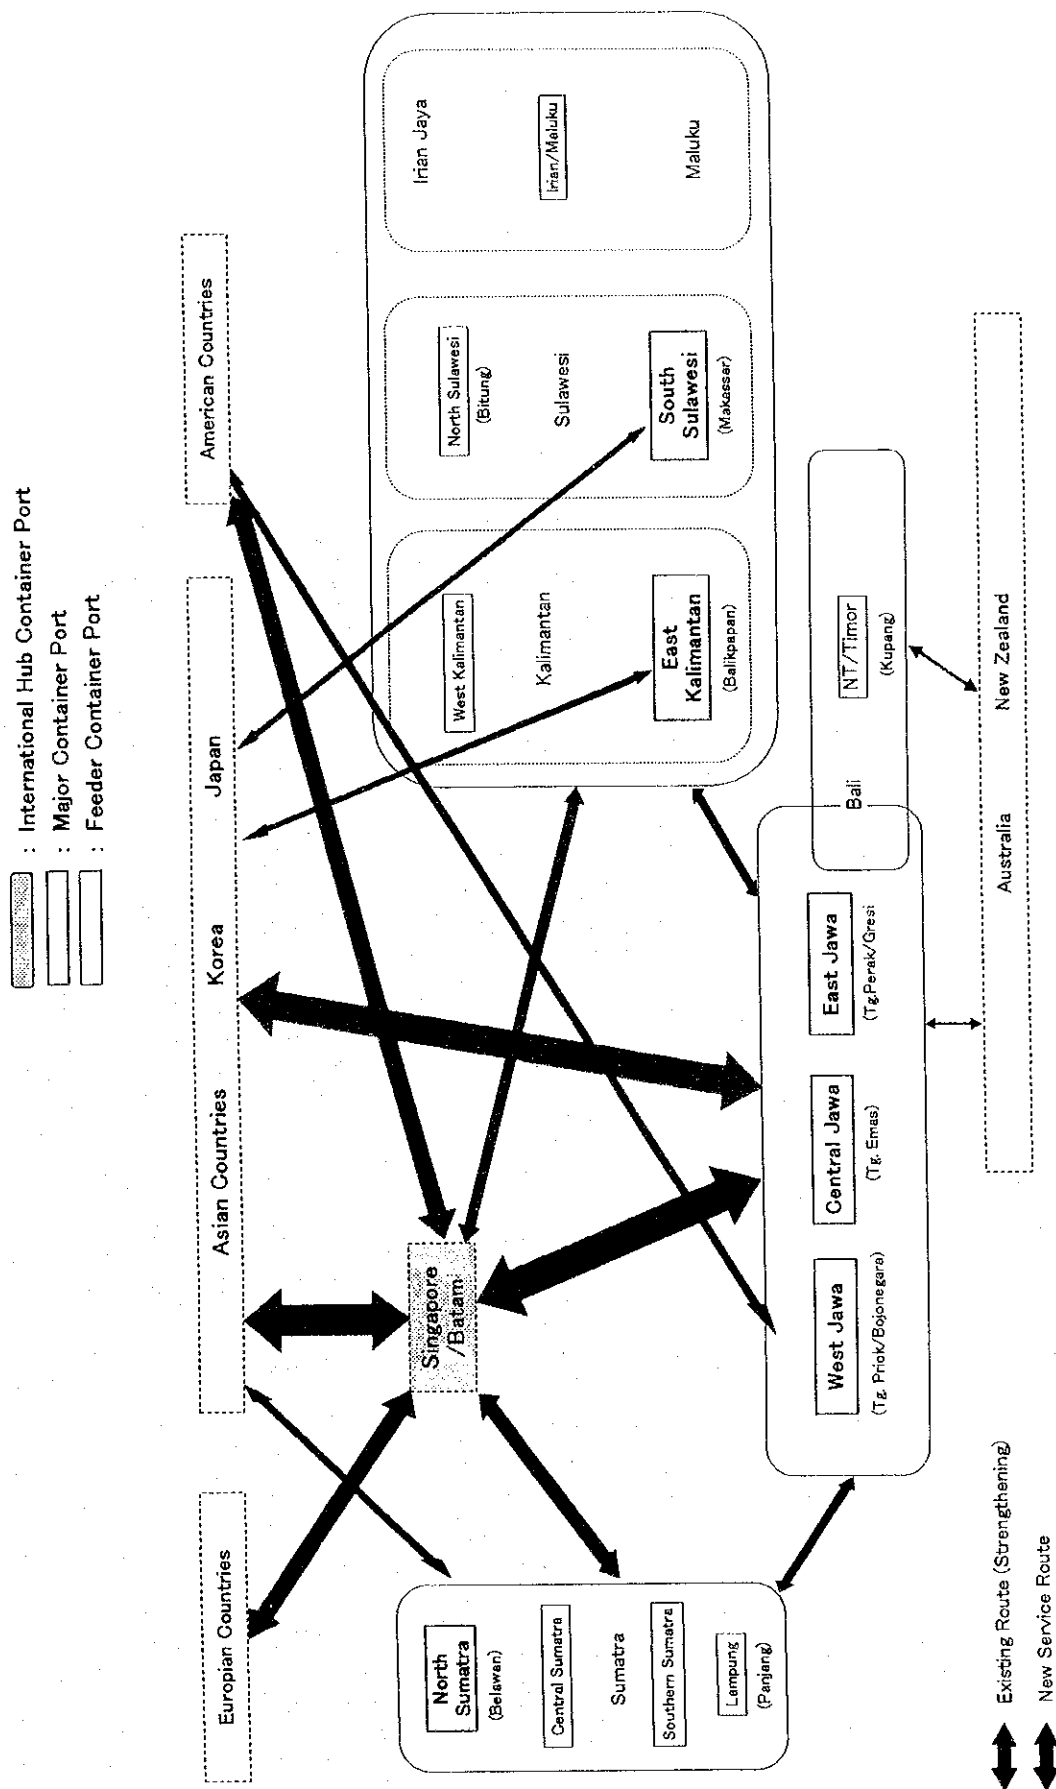 : International Hub Container Port
: Major Container Port
: Feeder Container Port
Europian Countries
Asian Countries
Korea
Japan
American Countries
Singapore
/Batam
North
Sumatra
(Belawan)
Central Sumatra
Sumatra
Southern Sumatra
Lampung
(Panjang)
West Kalimantan
Kalimantan
East
Kalimantan
(Balikpapan)
North Sulawesi
(Bitung)
Sulawesi
South
Sulawesi
(Makassar)
Irian Jaya
Irian/Maluku
Maluku
West Jawa
(Tg. Priok/Bojonegara)
Central Jawa
(Tg. Emas)
East Jawa
(Tg.Perak/Gresi
Bali
NT/Timor
(Kupang)
Australia
New Zealand
Existing Route (Strengthening)
New Service Route